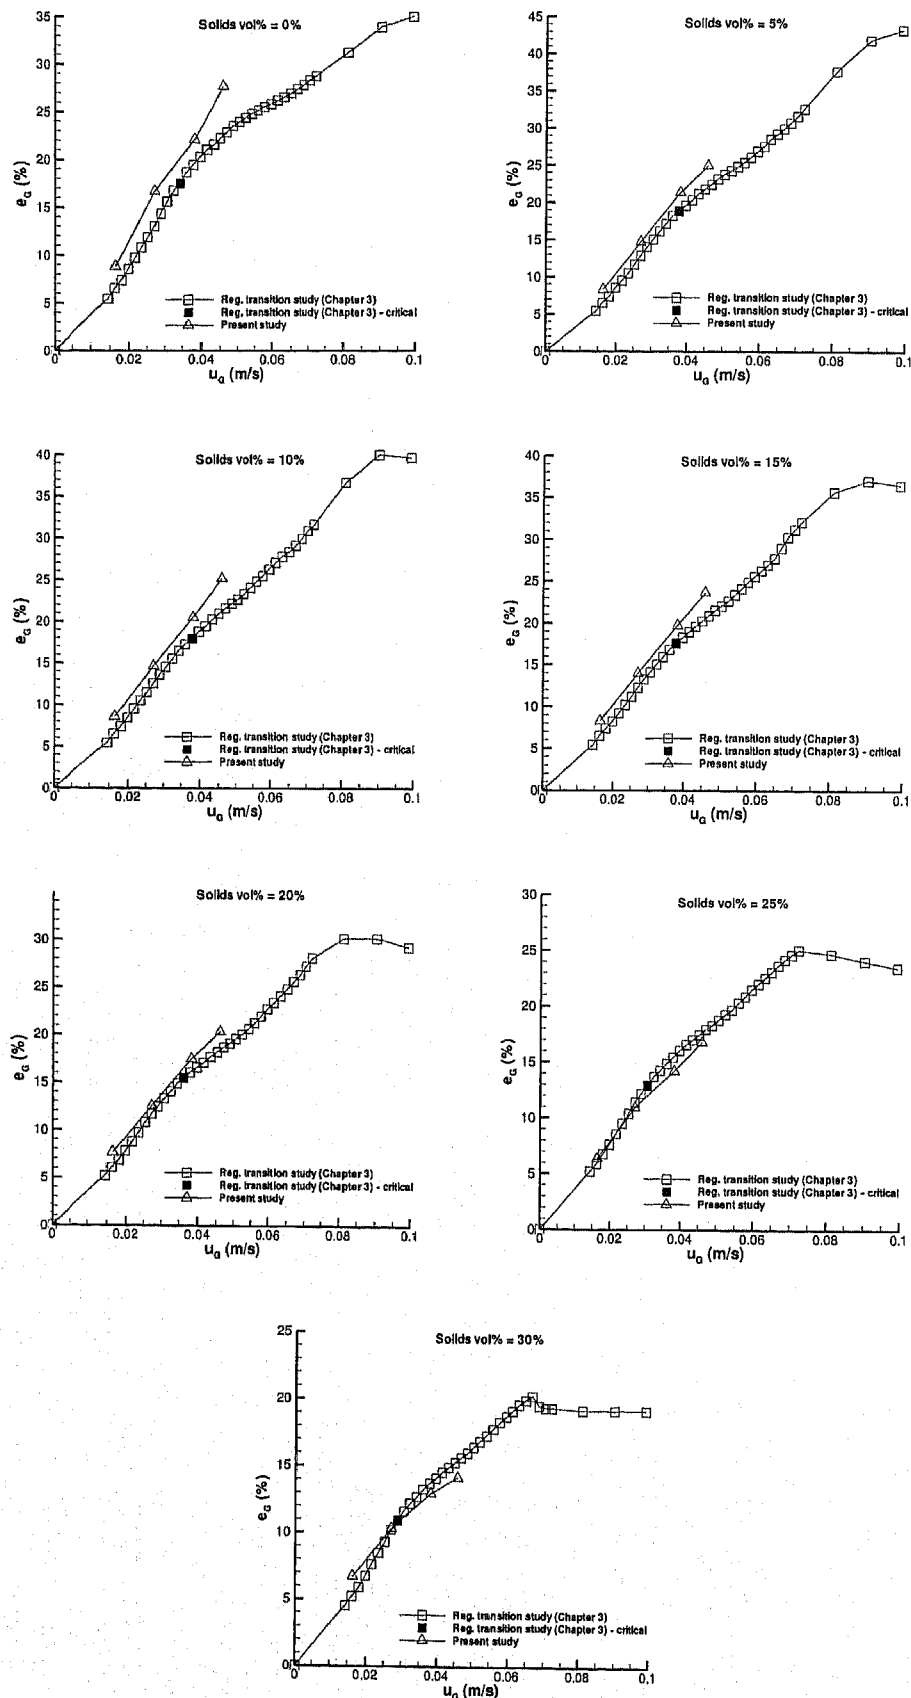 Solids vol% = 0%
35
30
25
20
15
10
5
0
e_G (%)
Reg. transition study (Chapter 3)
Reg. transition study (Chapter 3) - critical
Present study
0 0.02 0.04 0.06 0.08 0.1
u_G (m/s)
Solids vol% = 5%
45
40
35
30
25
20
15
10
5
0
e_G (%)
Reg. transition study (Chapter 3)
Reg. transition study (Chapter 3) - critical
Present study
0 0.02 0.04 0.06 0.08 0.1
u_G (m/s)
Solids vol% = 10%
40
35
30
25
20
15
10
5
0
e_G (%)
Reg. transition study (Chapter 3)
Reg. transition study (Chapter 3) - critical
Present study
0 0.02 0.04 0.06 0.08 0.1
u_G (m/s)
Solids vol% = 15%
40
35
30
25
20
15
10
5
0
e_G (%)
Reg. transition study (Chapter 3)
Reg. transition study (Chapter 3) - critical
Present study
0 0.02 0.04 0.06 0.08 0.1
u_G (m/s)
Solids vol% = 20%
30
25
20
15
10
5
0
e_G (%)
Reg. transition study (Chapter 3)
Reg. transition study (Chapter 3) - critical
Present study
0 0.02 0.04 0.06 0.08 0.1
u_G (m/s)
Solids vol% = 25%
30
25
20
15
10
5
0
e_G (%)
Reg. transition study (Chapter 3)
Reg. transition study (Chapter 3) - critical
Present study
0 0.02 0.04 0.06 0.08 0.1
u_G (m/s)
Solids vol% = 30%
25
20
15
10
5
0
e_G (%)
Reg. transition study (Chapter 3)
Reg. transition study (Chapter 3) - critical
Present study
0 0.02 0.04 0.06 0.08 0.1
u_G (m/s)